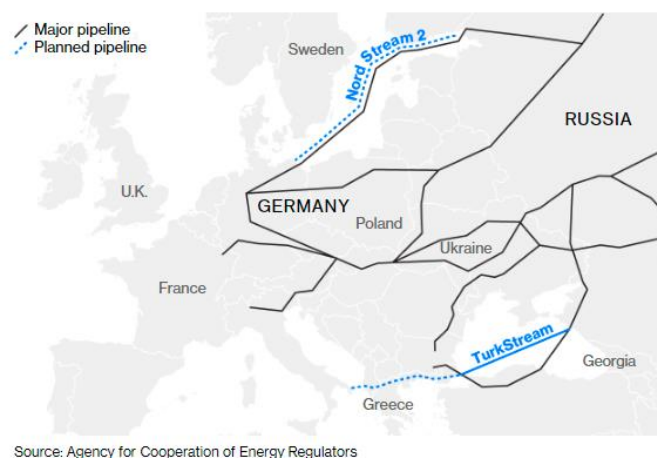 Major pipeline
Planned pipeline
Sweden
Nord Stream 2
RUSSIA
U.K.
GERMANY
Poland
Ukraine
France
TurkStream
Georgia
Greece
Source: Agency for Cooperation of Energy Regulators